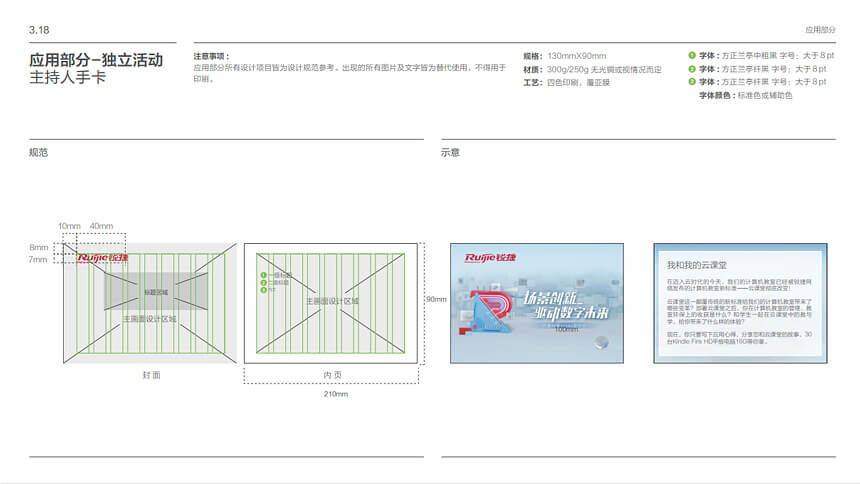 3.18
应用部分
应用部分-独立活动
主持人手卡
注意事项：
应用部分所有设计项目皆为设计规范参考。出现的所有图片及文字皆为替代使用，不得用于
印刷。
规格：130mmX90mm
材质：300g/250g 无光铜或视情况而定
工艺：四色印刷，覆亚膜
1 字体：方正兰亭中粗黑 字号：大于 8 pt
2 字体：方正兰亭纤黑 字号：大于 8 pt
3 字体：方正兰亭纤黑 字号：大于 8 pt
字体颜色：标准色或辅助色
规范
示意
10mm 40mm
8mm
7mm
Ruijie锐捷
标题区域
主画面设计区域
封 面
1 一级标题
2 二级标题
3
主画面设计区域
90mm
内 页
210mm
Ruijie锐捷
场景创新
驱动数字未来
100mm
我和我的云课堂
在迈入云时代的今天，我们的计算机教室已经被锐捷网
络发布的计算机教室新标准——云课堂彻底改变！
云课堂这一颠覆传统的新标准给我们的计算机教室带来了
哪些变革？部署云课堂之后，你在计算机教室的管理、教
室环保上的收获是什么？和学生一起在云课堂中的教与
学，给你带来了什么样的体验？
现在，你只要写下应用心得，分享您和云课堂的故事，30
台Kindle Fire HD平板电脑16G等你拿。